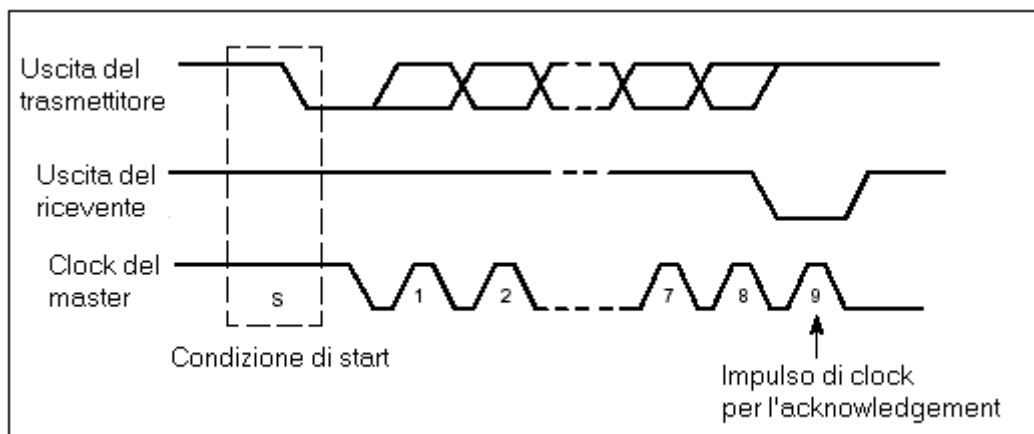 Uscita del
trasmettitore
Uscita del
ricevente
Clock del
master
S
1
2
7
8
9
Condizione di start
Impulso di clock
per l'acknowledgement